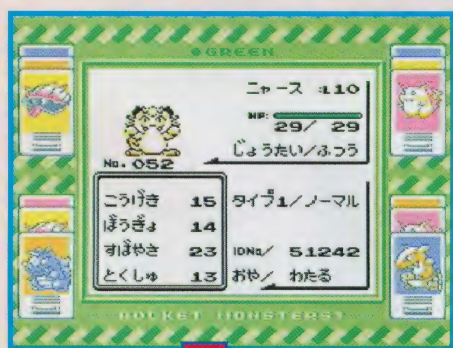 GREEN
ニャース :L10
HP:
29/ 29
じょうたい/ふつう
No.052
こうげき 15
ぼうぎょ 14
すばやさ 23
とくしゅ 13
タイプ1/ノーマル
IDNo/ 51242
おや/ わたる
POCKET MONSTERS